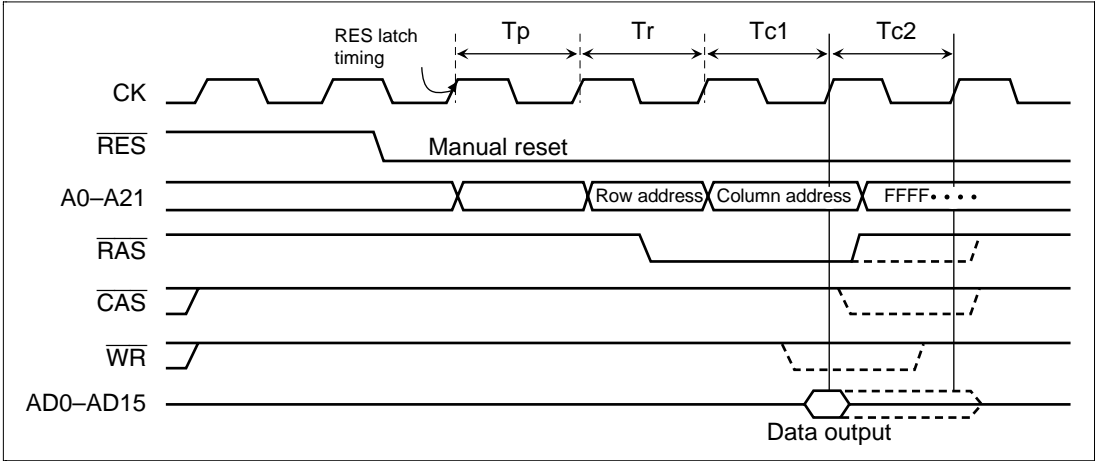 RES latch
timing
Tp
Tr
Tc1
Tc2
CK
RES
Manual reset
A0–A21
Row address
Column address
FFFF••••
RAS
CAS
WR
AD0–AD15
Data output